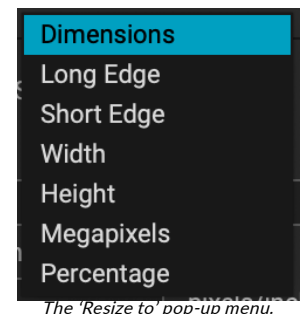 Dimensions
Long Edge
Short Edge
Width
Height
Megapixels
Percentage
The ‘Resize to’ pop-up menu.